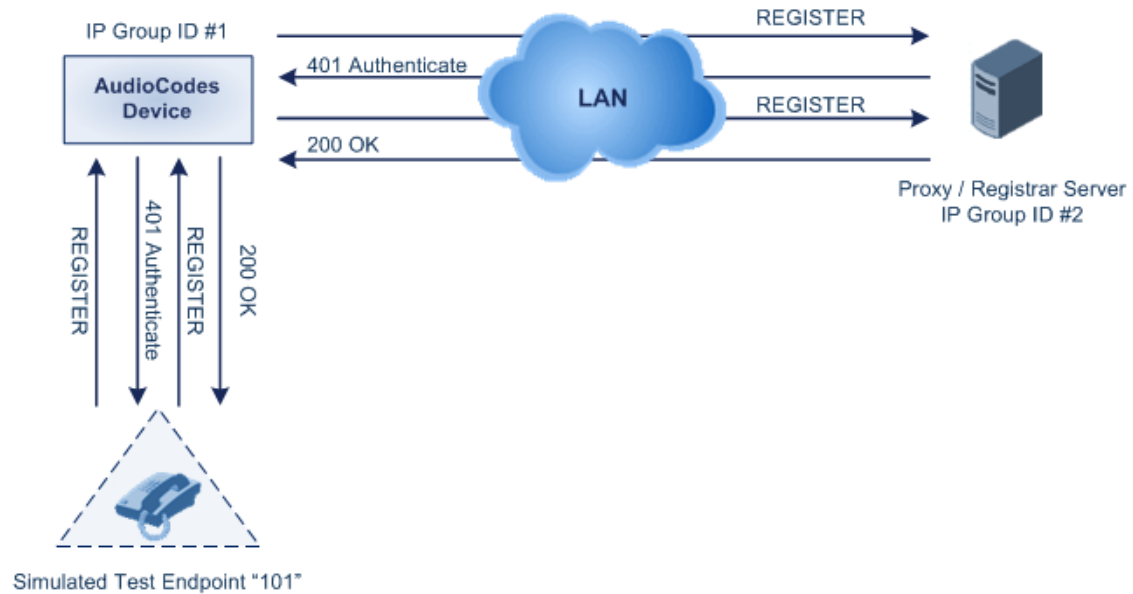 IP Group ID #1
REGISTER
AudioCodes
Device
401 Authenticate
LAN
REGISTER
200 OK
Proxy / Registrar Server
IP Group ID #2
REGISTER
401 Authenticate
REGISTER
200 OK
Simulated Test Endpoint “101”